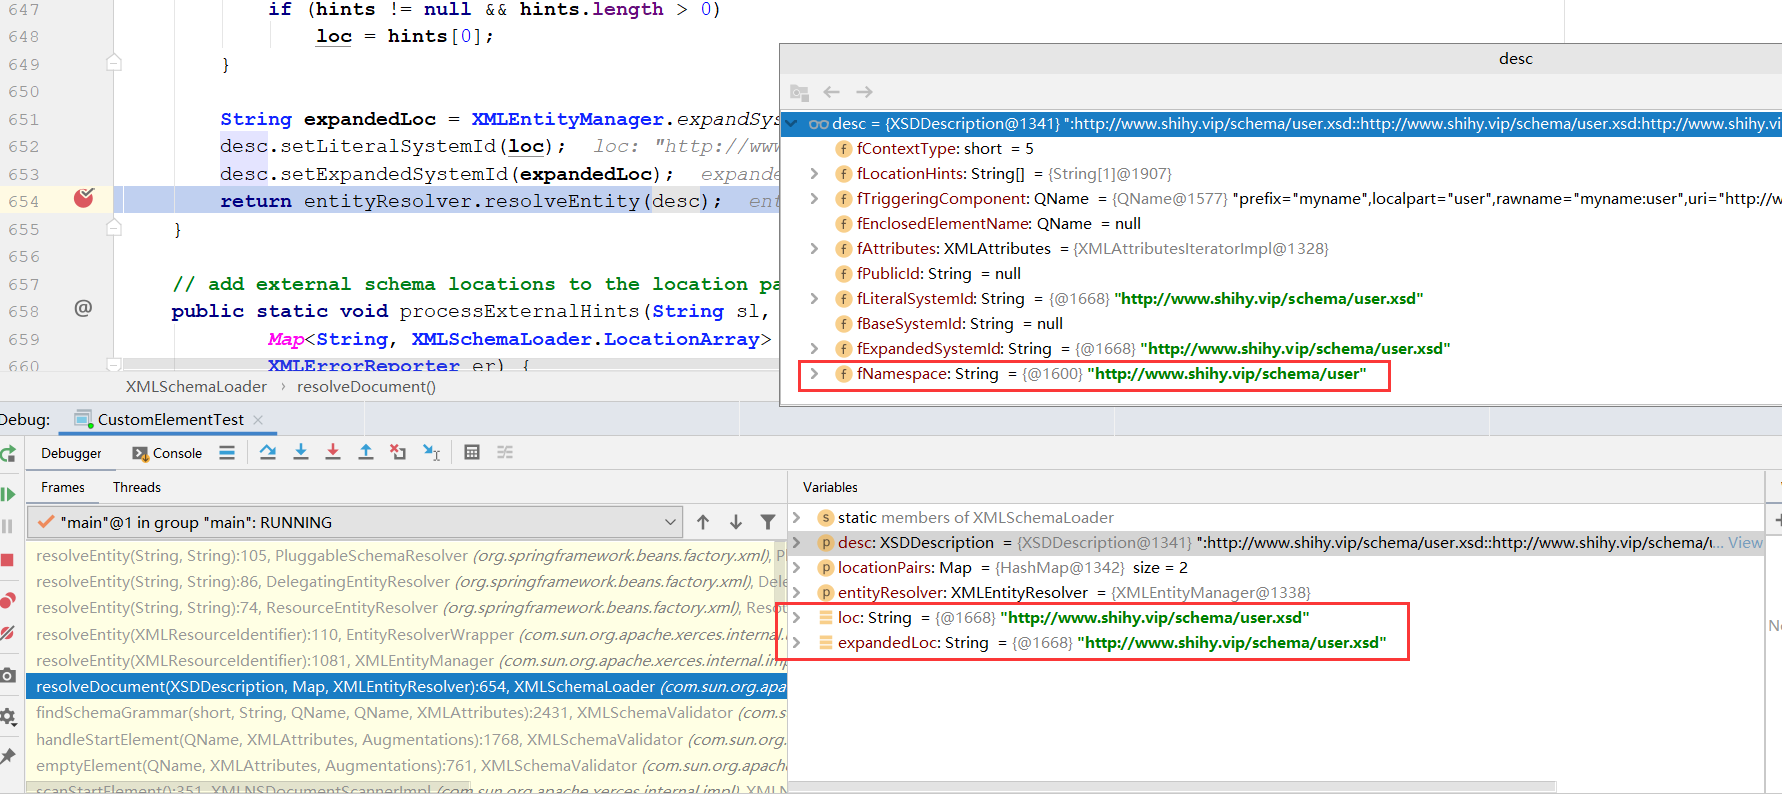 647 if (hints != null && hints.length > 0)
648 loc = hints[0];
649 }
650
651 String expandedLoc = XMLEntityManager.expandSys
652 desc.setLiteralSystemId(loc); loc: "http://www
653 desc.setExpandedSystemId(expandedLoc); expande
654 return entityResolver.resolveEntity(desc); ent
655 }
656
657 // add external schema locations to the location pa
658 @ public static void processExternalHints(String sl,
659 Map<String, XMLSchemaLoader.LocationArray>
660 XMLErrorReporter er) {
XMLSchemaLoader › resolveDocument()
desc
desc = {XSDDescription@1341} ":http://www.shihy.vip/schema/user.xsd::http://www.shihy.vip/schema/user.xsd:http://www.shihy.vi
fContextType: short = 5
fLocationHints: String[] = {String[1]@1907}
fTriggeringComponent: QName = {QName@1577} "prefix="myname",localpart="user",rawname="myname:user",uri="http://w
fEnclosedElementName: QName = null
fAttributes: XMLAttributes = {XMLAttributesIteratorImpl@1328}
fPublicId: String = null
fLiteralSystemId: String = {@1668} "http://www.shihy.vip/schema/user.xsd"
fBaseSystemId: String = null
fExpandedSystemId: String = {@1668} "http://www.shihy.vip/schema/user.xsd"
fNamespace: String = {@1600} "http://www.shihy.vip/schema/user"
Debug: CustomElementTest
Debugger Console
Frames Threads
"main"@1 in group "main": RUNNING
resolveEntity(String, String):105, PluggableSchemaResolver (org.springframework.beans.factory.xml), Pl
resolveEntity(String, String):86, DelegatingEntityResolver (org.springframework.beans.factory.xml), Dele
resolveEntity(String, String):74, ResourceEntityResolver (org.springframework.beans.factory.xml), Reso
resolveEntity(XMLResourceIdentifier):110, EntityResolverWrapper (com.sun.org.apache.xerces.internal.
resolveEntity(XMLResourceIdentifier):1081, XMLEntityManager (com.sun.org.apache.xerces.internal.imp
resolveDocument(XSDDescription, Map, XMLEntityResolver):654, XMLSchemaLoader (com.sun.org.apa
findSchemaGrammar(short, String, QName, QName, XMLAttributes):2431, XMLSchemaValidator (com.s
handleStartElement(QName, XMLAttributes, Augmentations):1768, XMLSchemaValidator (com.sun.org.
emptyElement(QName, XMLAttributes, Augmentations):761, XMLSchemaValidator (com.sun.org.apach
scanStartElement():351, XMLNSDocumentScannerImpl (com.sun.org.apache.xerces.internal.impl), XMLN
Variables
static members of XMLSchemaLoader
desc: XSDDescription = {XSDDescription@1341} ":http://www.shihy.vip/schema/user.xsd::http://www.shihy.vip/schema/u... View
locationPairs: Map = {HashMap@1342} size = 2
entityResolver: XMLEntityResolver = {XMLEntityManager@1338}
loc: String = {@1668} "http://www.shihy.vip/schema/user.xsd"
expandedLoc: String = {@1668} "http://www.shihy.vip/schema/user.xsd"